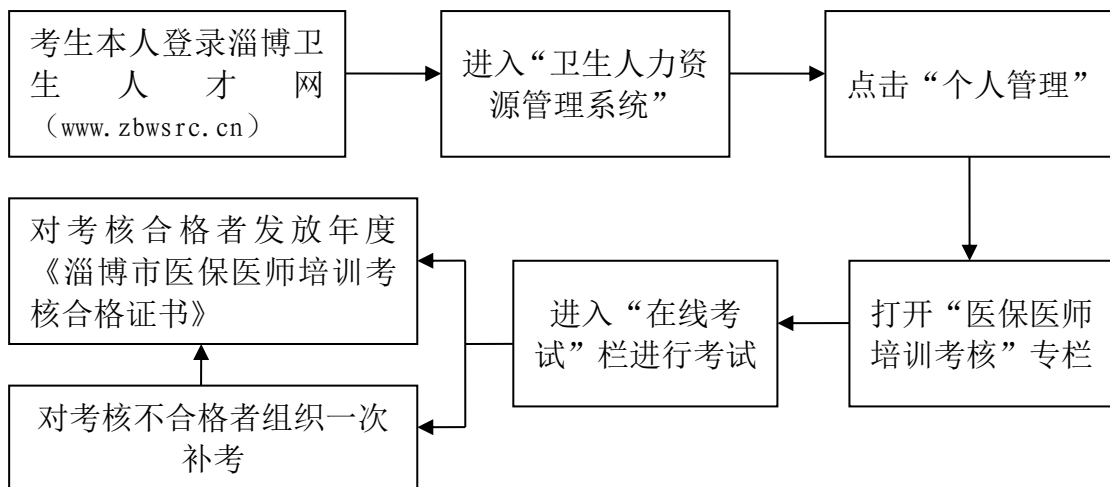 考生本人登录淄博卫
生人才网
（www.zbwsrc.cn）
进入“卫生人力资
源管理系统”
点击“个人管理”
打开“医保医师
培训考核”专栏
进入“在线考
试”栏进行考试
对考核合格者发放年度
《淄博市医保医师培训考
核合格证书》
对考核不合格者组织一次
补考